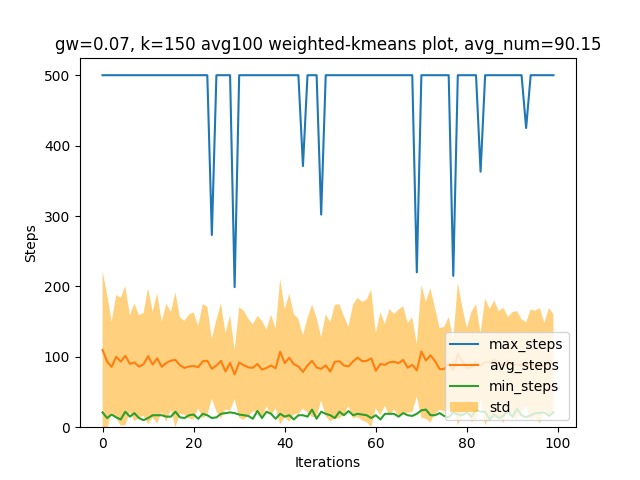 gw=0.07, k=150 avg100 weighted-kmeans plot, avg_num=90.15
500
400
300
200
100
0
Steps
0
20
40
60
80
100
Iterations
max_steps
avg_steps
min_steps
std